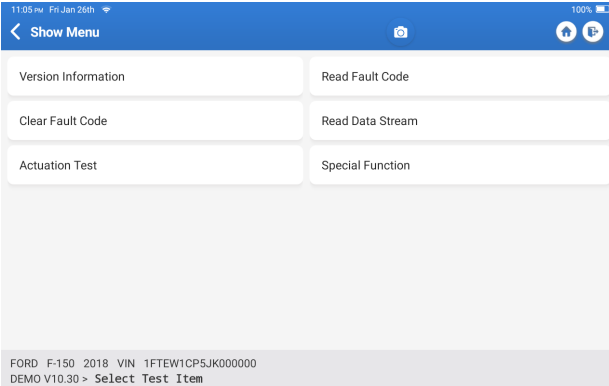 11:05 PM Fri Jan 26th 100%
Show Menu
Version Information Read Fault Code
Clear Fault Code Read Data Stream
Actuation Test Special Function
FORD F-150 2018 VIN 1FTEW1CP5JK000000
DEMO V10.30 > Select Test Item